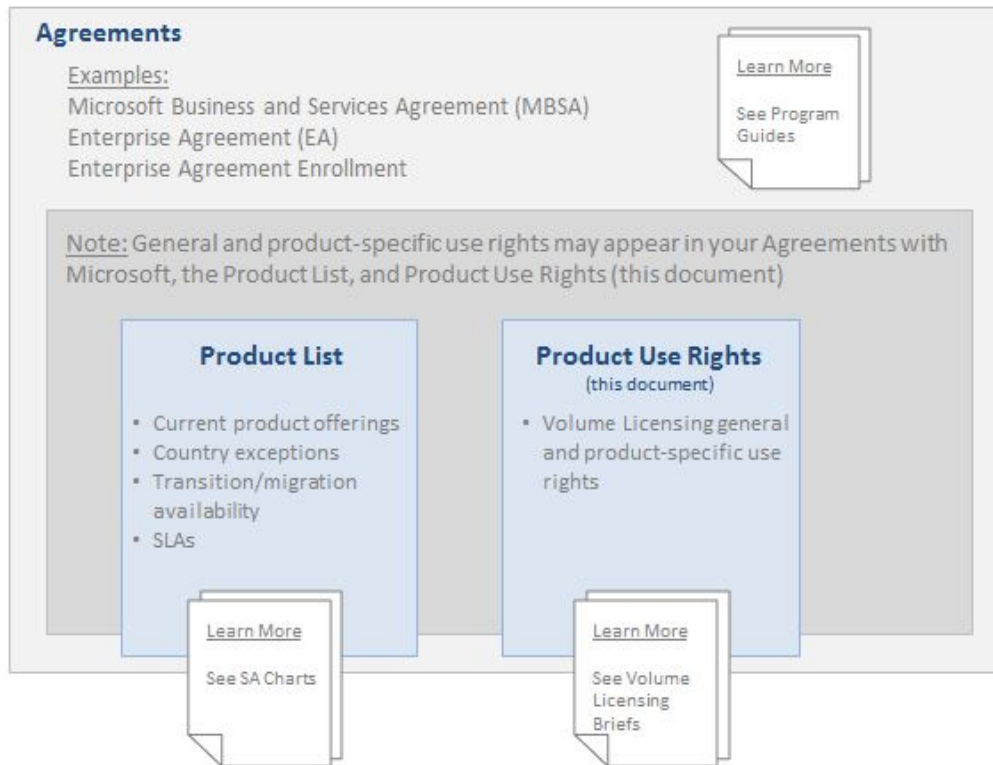 Agreements
Examples:
Microsoft Business and Services Agreement (MBSA)
Enterprise Agreement (EA)
Enterprise Agreement Enrollment
Learn More
See Program
Guides
Note: General and product-specific use rights may appear in your Agreements with
Microsoft, the Product List, and Product Use Rights (this document)
Product List
• Current product offerings
• Country exceptions
• Transition/migration
availability
• SLAs
Learn More
See SA Charts
Product Use Rights
(this document)
• Volume Licensing general
and product-specific use
rights
Learn More
See Volume
Licensing
Briefs